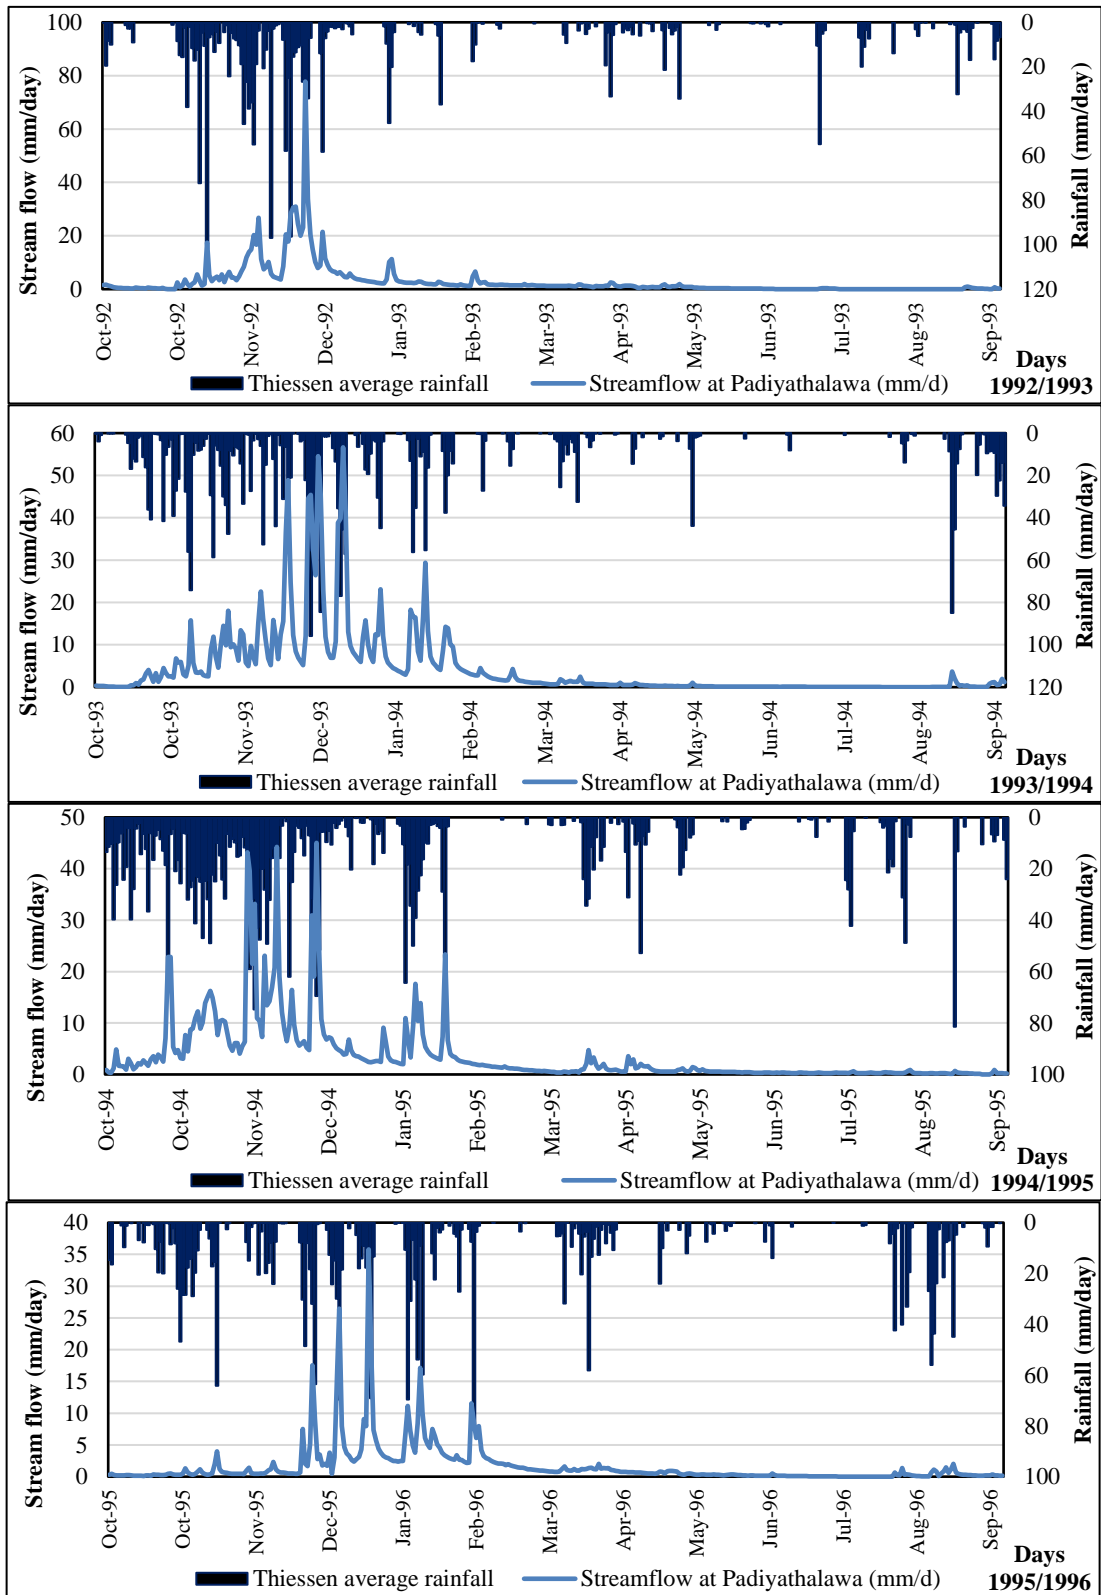 100
80
60
40
20
0
0
20
40
60
80
100
120
Stream flow (mm/day)
Rainfall (mm/day)
Oct-92
Oct-92
Nov-92
Dec-92
Jan-93
Feb-93
Mar-93
Apr-93
May-93
Jun-93
Jul-93
Aug-93
Sep-93
Days
Thiessen average rainfall
Streamflow at Padiyathalawa (mm/d)
1992/1993
60
50
40
30
20
10
0
0
20
40
60
80
100
120
Stream flow (mm/day)
Rainfall (mm/day)
Oct-93
Oct-93
Nov-93
Dec-93
Jan-94
Feb-94
Mar-94
Apr-94
May-94
Jun-94
Jul-94
Aug-94
Sep-94
Days
Thiessen average rainfall
Streamflow at Padiyathalawa (mm/d)
1993/1994
50
40
30
20
10
0
0
20
40
60
80
100
Stream flow (mm/day)
Rainfall (mm/day)
Oct-94
Oct-94
Nov-94
Dec-94
Jan-95
Feb-95
Mar-95
Apr-95
May-95
Jun-95
Jul-95
Aug-95
Sep-95
Days
Thiessen average rainfall
Streamflow at Padiyathalawa (mm/d)
1994/1995
40
35
30
25
20
15
10
5
0
0
20
40
60
80
100
Stream flow (mm/day)
Rainfall (mm/day)
Oct-95
Oct-95
Nov-95
Dec-95
Jan-96
Feb-96
Mar-96
Apr-96
May-96
Jun-96
Jul-96
Aug-96
Sep-96
Days
Thiessen average rainfall
Streamflow at Padiyathalawa (mm/d)
1995/1996